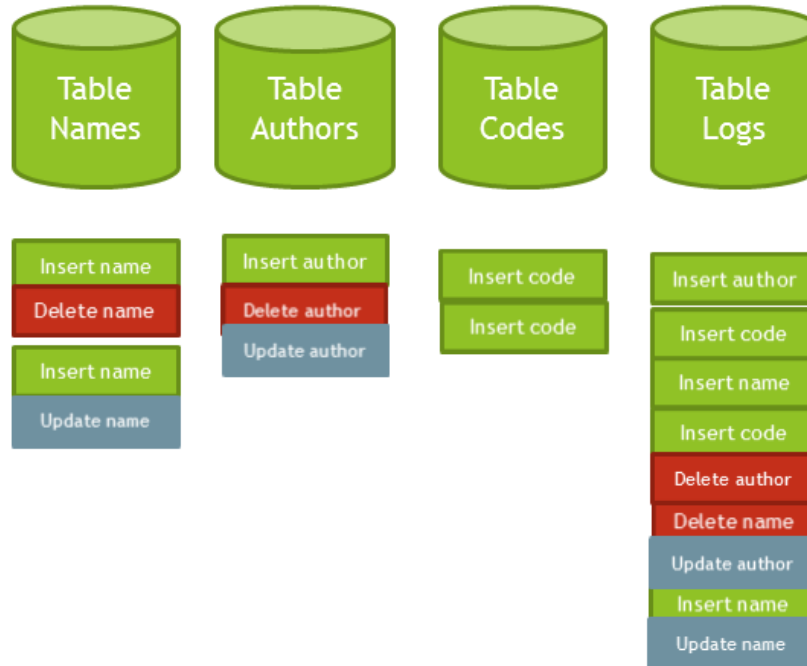 Table
Names
Table
Authors
Table
Codes
Table
Logs
Insert name
Delete name
Insert name
Update name
Insert author
Delete author
Update author
Insert code
Insert code
Insert author
Insert code
Insert name
Insert code
Delete author
Delete name
Update author
Insert name
Update name